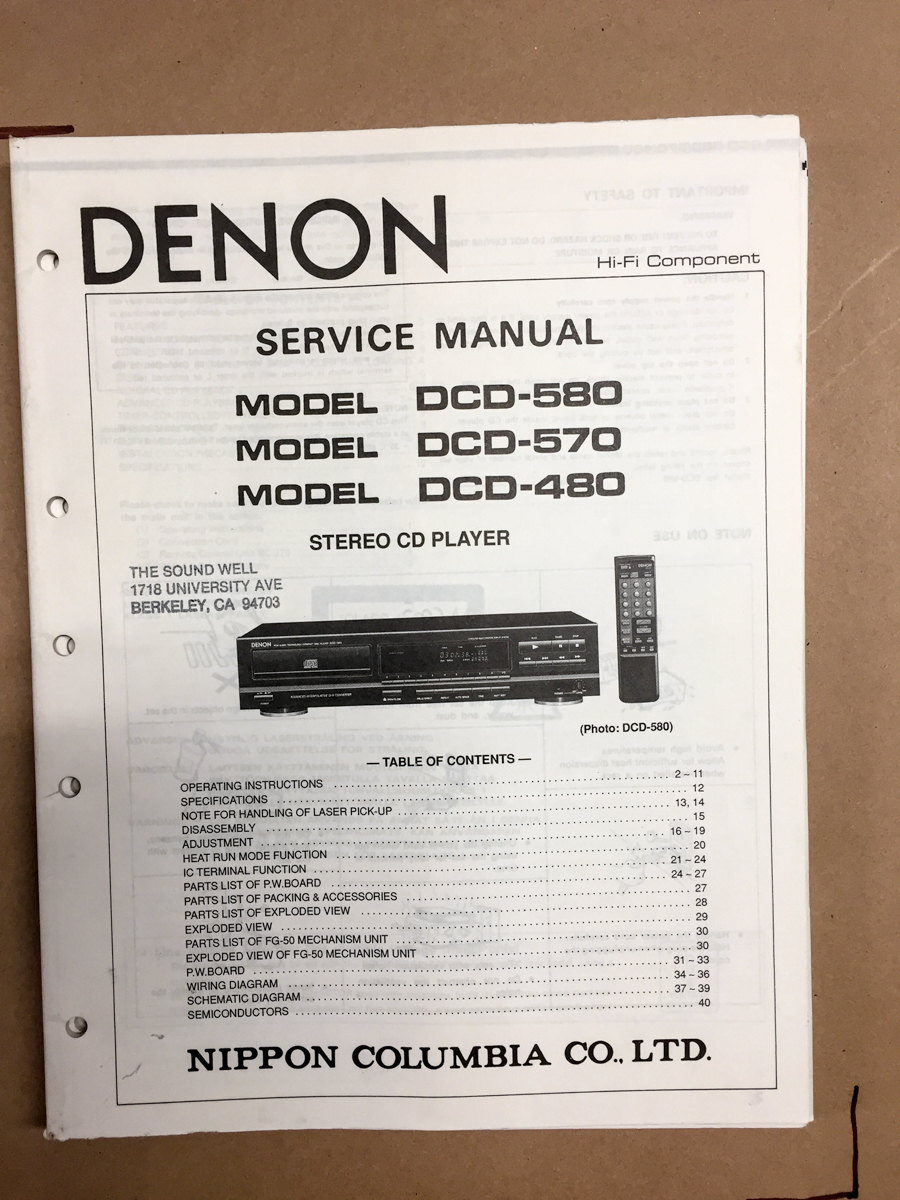 DENON
Hi-Fi Component
SERVICE MANUAL
MODEL DCD-580
MODEL DCD-570
MODEL DCD-480
STEREO CD PLAYER
THE SOUND WELL
1718 UNIVERSITY AVE
BERKELEY, CA 94703
DENON
DENON
(Photo: DCD-580)
— TABLE OF CONTENTS —
OPERATING INSTRUCTIONS 2 ~ 11
SPECIFICATIONS 12
NOTE FOR HANDLING OF LASER PICK-UP 13, 14
DISASSEMBLY 15
ADJUSTMENT 16 ~ 19
HEAT RUN MODE FUNCTION 20
IC TERMINAL FUNCTION 21 ~ 24
PARTS LIST OF P.W.BOARD 24 ~ 27
PARTS LIST OF PACKING & ACCESSORIES 27
PARTS LIST OF EXPLODED VIEW 28
EXPLODED VIEW 29
PARTS LIST OF FG-50 MECHANISM UNIT 30
EXPLODED VIEW OF FG-50 MECHANISM UNIT 30
P.W.BOARD 31 ~ 33
WIRING DIAGRAM 34 ~ 36
SCHEMATIC DIAGRAM 37 ~ 39
SEMICONDUCTORS 40
NIPPON COLUMBIA CO., LTD.